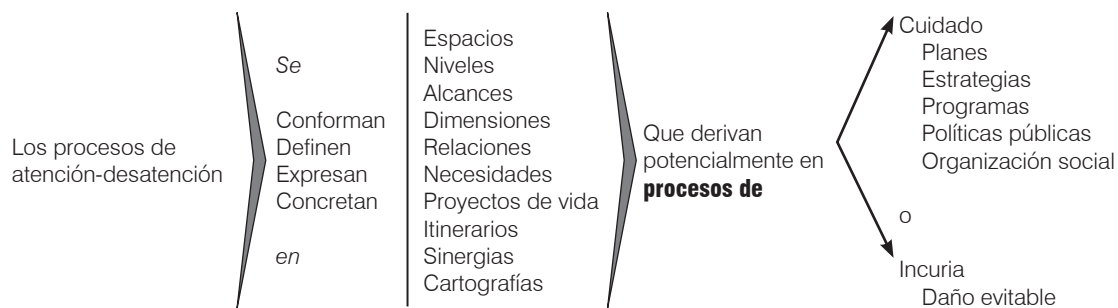 Los procesos de
atención-desatención
Se
Conforman
Definen
Expresan
Concretan
en
Espacios
Niveles
Alcances
Dimensiones
Relaciones
Necesidades
Proyectos de vida
Itinerarios
Sinergias
Cartografías
Que derivan
potencialmente en
procesos de
Cuidado
Planes
Estrategias
Programas
Políticas públicas
Organización social
o
Incuria
Daño evitable